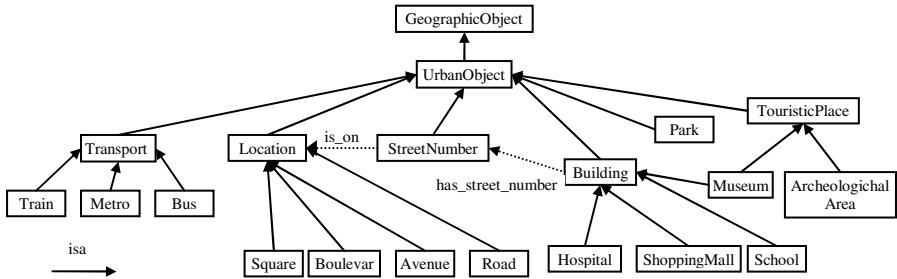 GeographicObject
UrbanObject
TouristicPlace
Park
is_on
Transport
Location
StreetNumber
Building
has_street_number
Museum
Archeologichal
Area
Train
Metro
Bus
isa
Square
Boulevar
Avenue
Road
Hospital
ShoppingMall
School